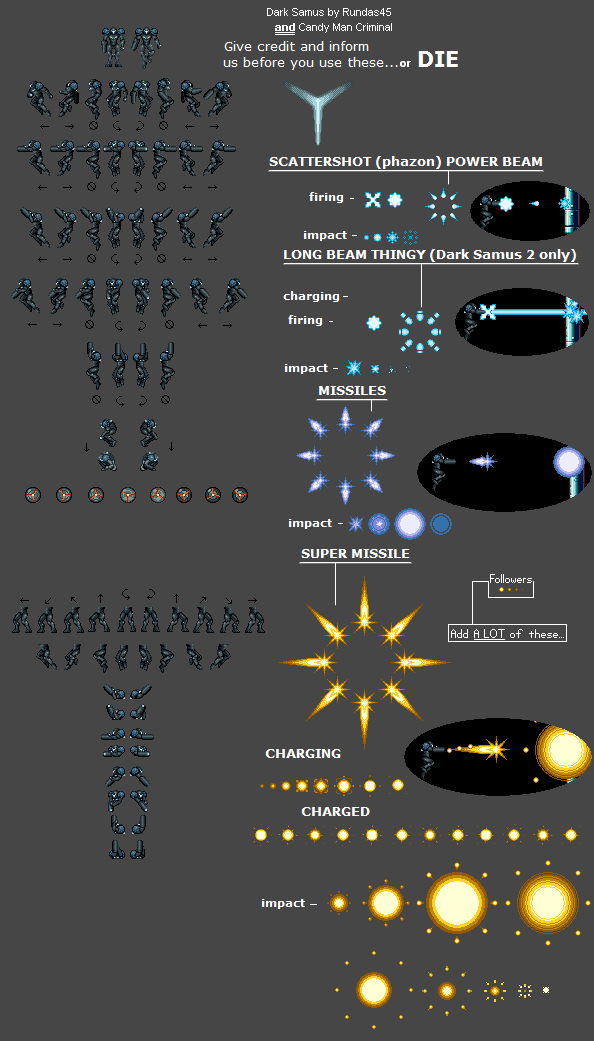 Dark Samus by Rundas45
and Candy Man Criminal
Give credit and inform
us before you use these...or DIE
SCATTERSHOT (phazon) POWER BEAM
firing -
impact -
LONG BEAM THINGY (Dark Samus 2 only)
charging -
firing -
impact -
MISSILES
impact -
SUPER MISSILE
Followers
Add A LOT of these...
CHARGING
CHARGED
impact -